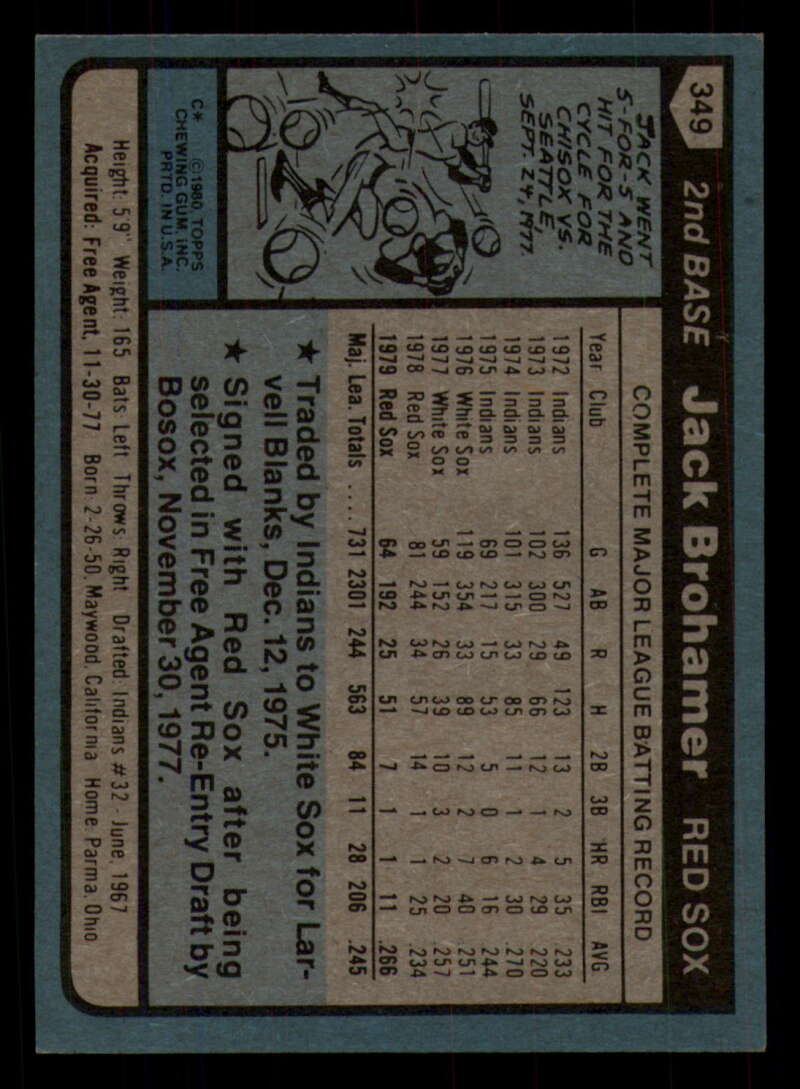 349 2nd BASE Jack Brohamer RED SOX
JACK WENT
5-FOR-5 AND
HIT FOR THE
CYCLE FOR
CHISOX VS.
SEATTLE,
SEPT. 24, 1977.
C* © 1980 TOPPS
CHEWING GUM, INC.
PRTD. IN U.S.A.
COMPLETE MAJOR LEAGUE BATTING RECORD
Year Club G AB R H 2B 3B HR RBI AVG
1972 Indians 136 527 49 123 13 2 5 35 .233
1973 Indians 102 300 29 66 12 1 4 29 .220
1974 Indians 101 315 33 85 11 1 2 30 .270
1975 Indians 69 217 15 53 5 0 6 16 .244
1976 White Sox 119 354 33 89 12 2 7 40 .251
1977 White Sox 59 152 26 39 10 3 2 20 .257
1978 Red Sox 81 244 34 57 14 1 1 25 .234
1979 Red Sox 64 192 25 51 7 1 1 11 .266
Maj. Lea. Totals .... 731 2301 244 563 84 11 28 206 .245
★ Traded by Indians to White Sox for Lar-
vell Blanks, Dec. 12, 1975.
★ Signed with Red Sox after being
selected in Free Agent Re-Entry Draft by
Bosox, November 30, 1977.
Height: 5'9" Weight: 165 Bats: Left Throws: Right Drafted: Indians #32 - June, 1967
Acquired: Free Agent, 11-30-77 Born: 2-26-50, Maywood, California Home: Parma, Ohio